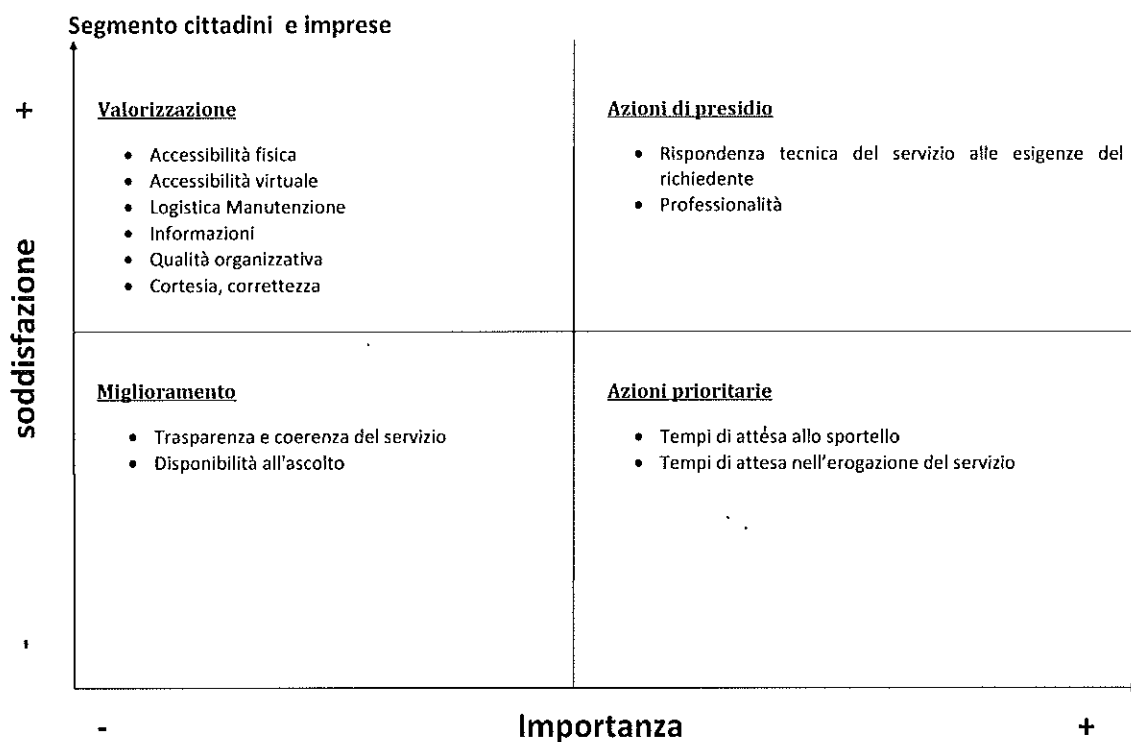 Segmento cittadini e imprese
+
soddisfazione
-
Valorizzazione
• Accessibilità fisica
• Accessibilità virtuale
• Logistica Manutenzione
• Informazioni
• Qualità organizzativa
• Cortesia, correttezza
Azioni di presidio
• Rispondenza tecnica del servizio alle esigenze del
richiedente
• Professionalità
Miglioramento
• Trasparenza e coerenza del servizio
• Disponibilità all'ascolto
Azioni prioritarie
• Tempi di attesa allo sportello
• Tempi di attesa nell'erogazione del servizio
- Importanza +